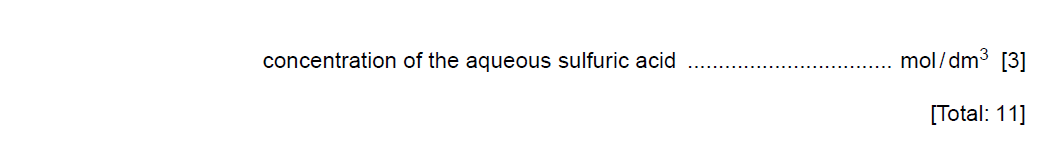 concentration of the aqueous sulfuric acid ................................. mol/dm³ [3]
[Total: 11]